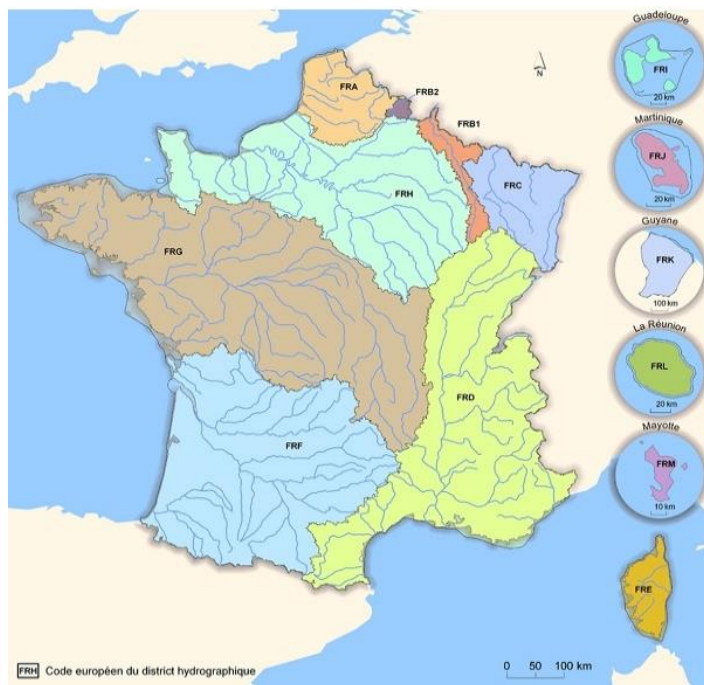 Guadeloupe
FRI
20 km
Martinique
FRJ
20 km
Guyane
FRK
100 km
La Réunion
FRL
20 km
Mayotte
FRM
10 km
N
FRA
FRB2
FRB1
FRH
FRC
FRG
FRD
FRF
FRE
FRH Code européen du district hydrographique
0 50 100 km